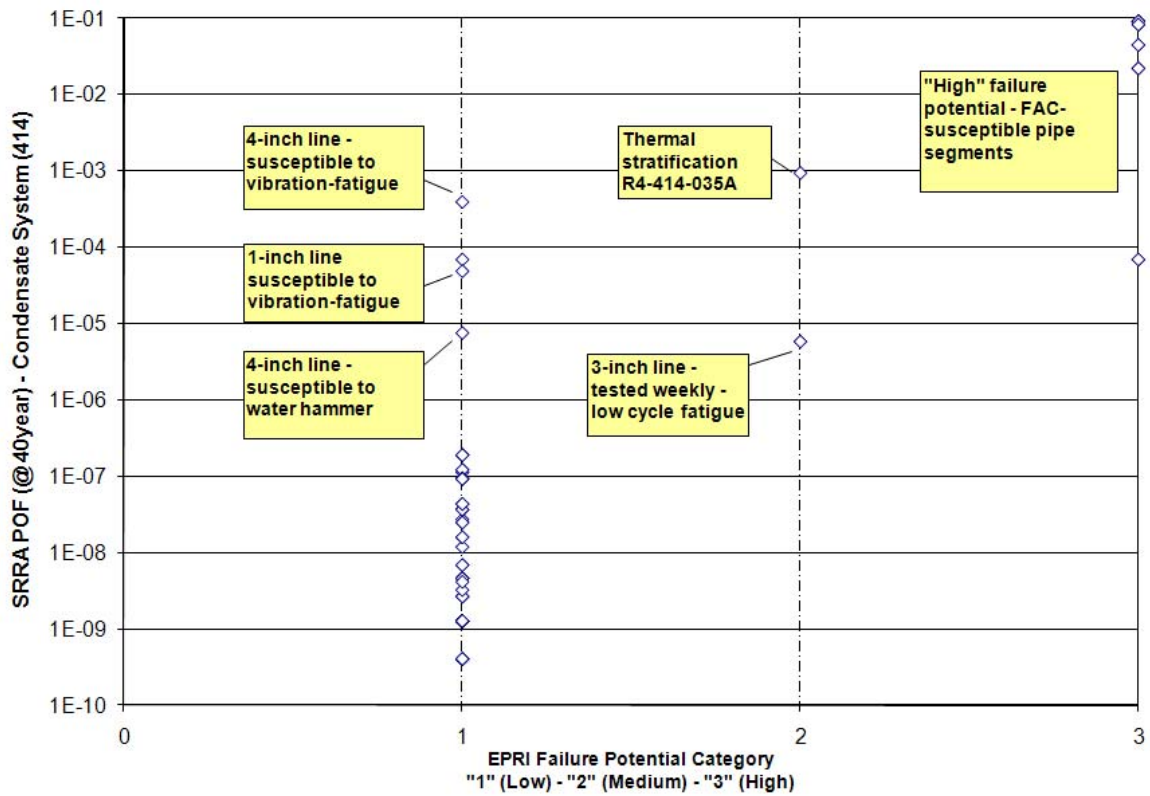 SRRA POF (@40year) - Condensate System (414)
1E-01
1E-02
1E-03
1E-04
1E-05
1E-06
1E-07
1E-08
1E-09
1E-10
4-inch line -
susceptible to
vibration-fatigue
1-inch line
susceptible to
vibration-fatigue
4-inch line -
susceptible to
water hammer
Thermal
stratification
R4-414-035A
3-inch line -
tested weekly -
low cycle fatigue
"High" failure
potential - FAC-
susceptible pipe
segments
0
1
2
3
EPRI Failure Potential Category
"1" (Low) - "2" (Medium) - "3" (High)